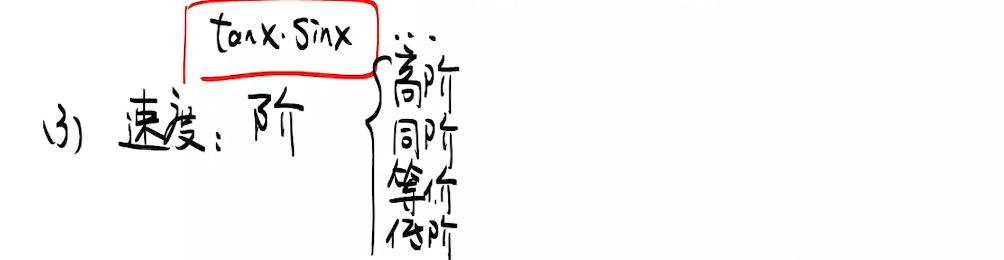 tanx·sinx
...
(3) 速度: 阶
高阶
同阶
等价
低阶